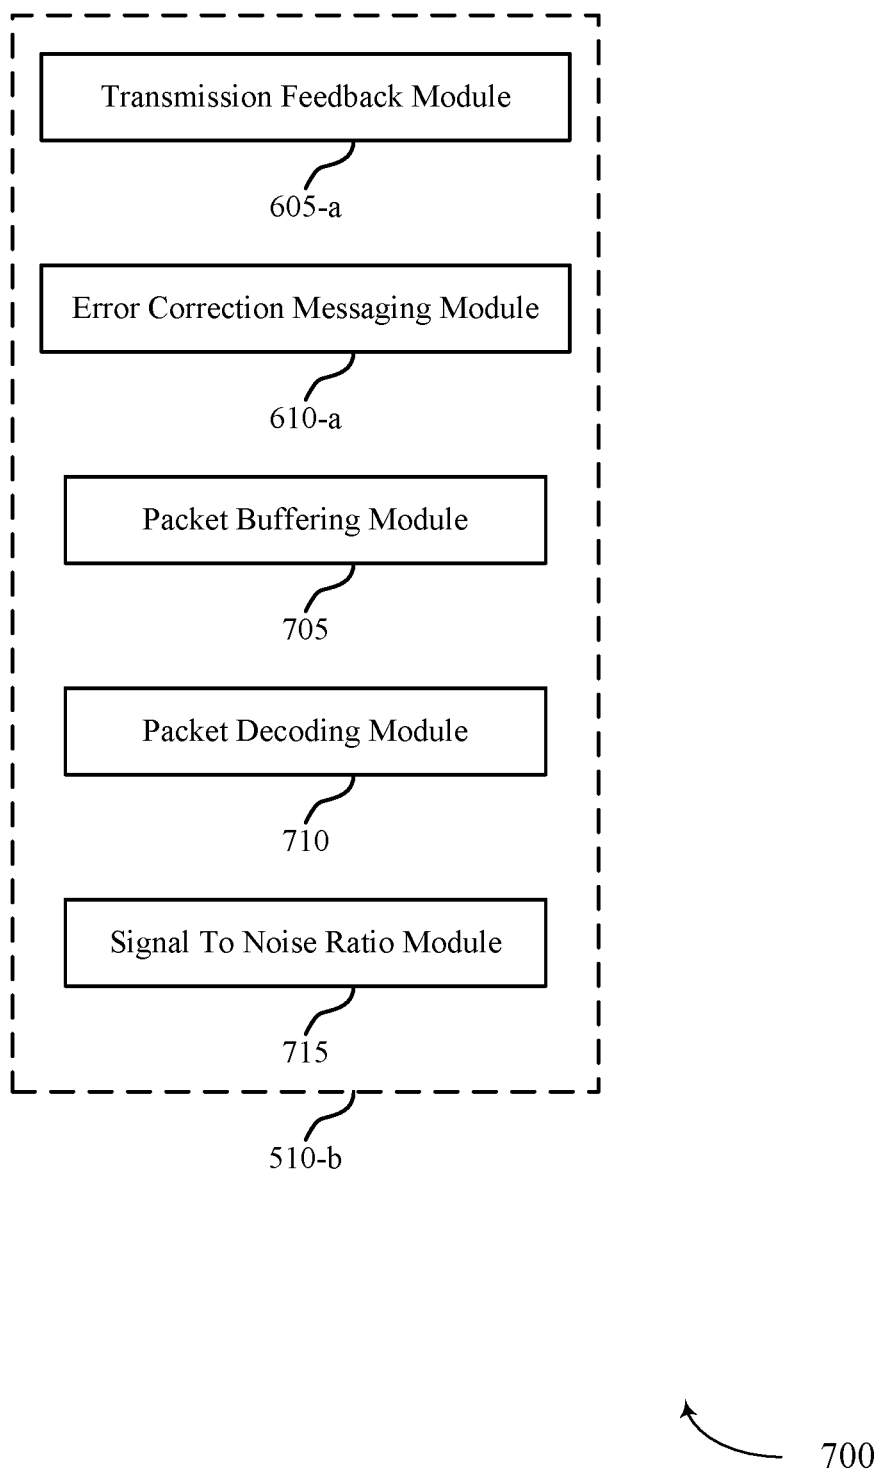 Transmission Feedback Module
605-a
Error Correction Messaging Module
610-a
Packet Buffering Module
705
Packet Decoding Module
710
Signal To Noise Ratio Module
715
510-b
700